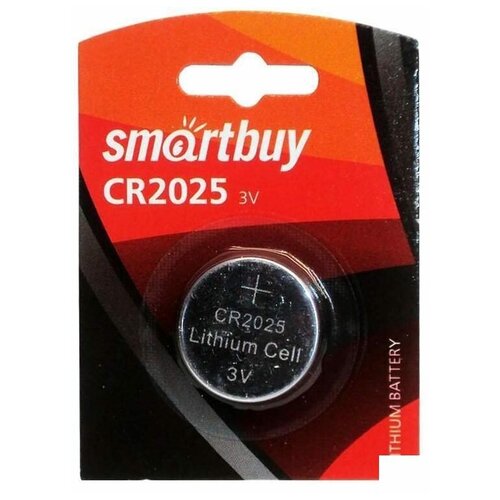 smartbuy
CR2025 3V
+
CR2025
Lithium Cell
3V
LITHIUM BATTERY